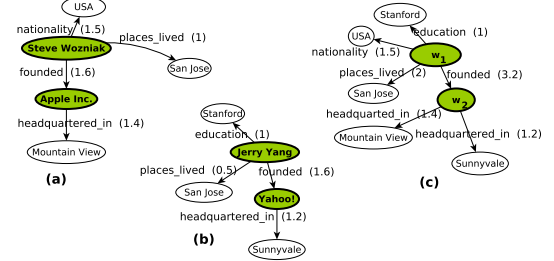 USA
nationality (1.5)
places_lived (1)
Steve Wozniak
San Jose
founded (1.6)
Apple Inc.
headquartered_in (1.4)
Mountain View
(a)
Stanford
education (1)
Jerry Yang
places_lived (0.5)
founded (1.6)
San Jose
Yahoo!
headquartered_in (1.2)
(b)
Sunnyvale
Stanford
education (1)
USA
nationality (1.5)
w1
places_lived (2)
founded (3.2)
San Jose
w2
headquarted_in (1.4)
Mountain View
headquartered_in (1.2)
Sunnyvale
(c)